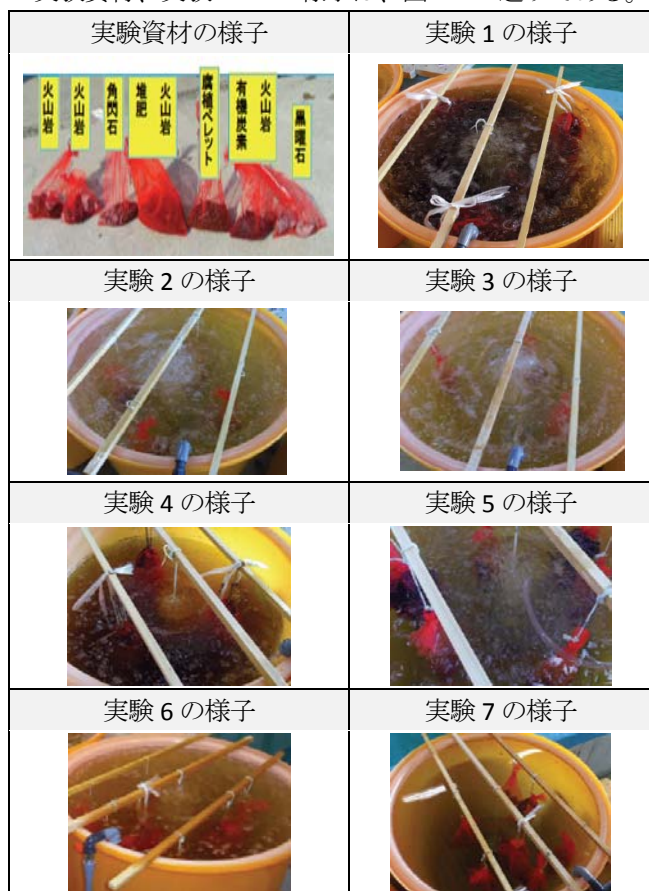 実験資材の様子
実験 1 の様子
火山岩
火山岩
角閃石
堆肥
火山岩
腐植ペレット
有機炭素
火山岩
黒曜石
実験 2 の様子
実験 3 の様子
実験 4 の様子
実験 5 の様子
実験 6 の様子
実験 7 の様子